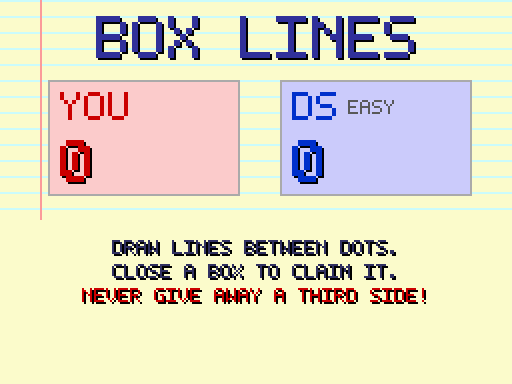 BOX LINES
YOU
DS EASY
0
0
DRAW LINES BETWEEN DOTS.
CLOSE A BOX TO CLAIM IT.
NEVER GIVE AWAY A THIRD SIDE!